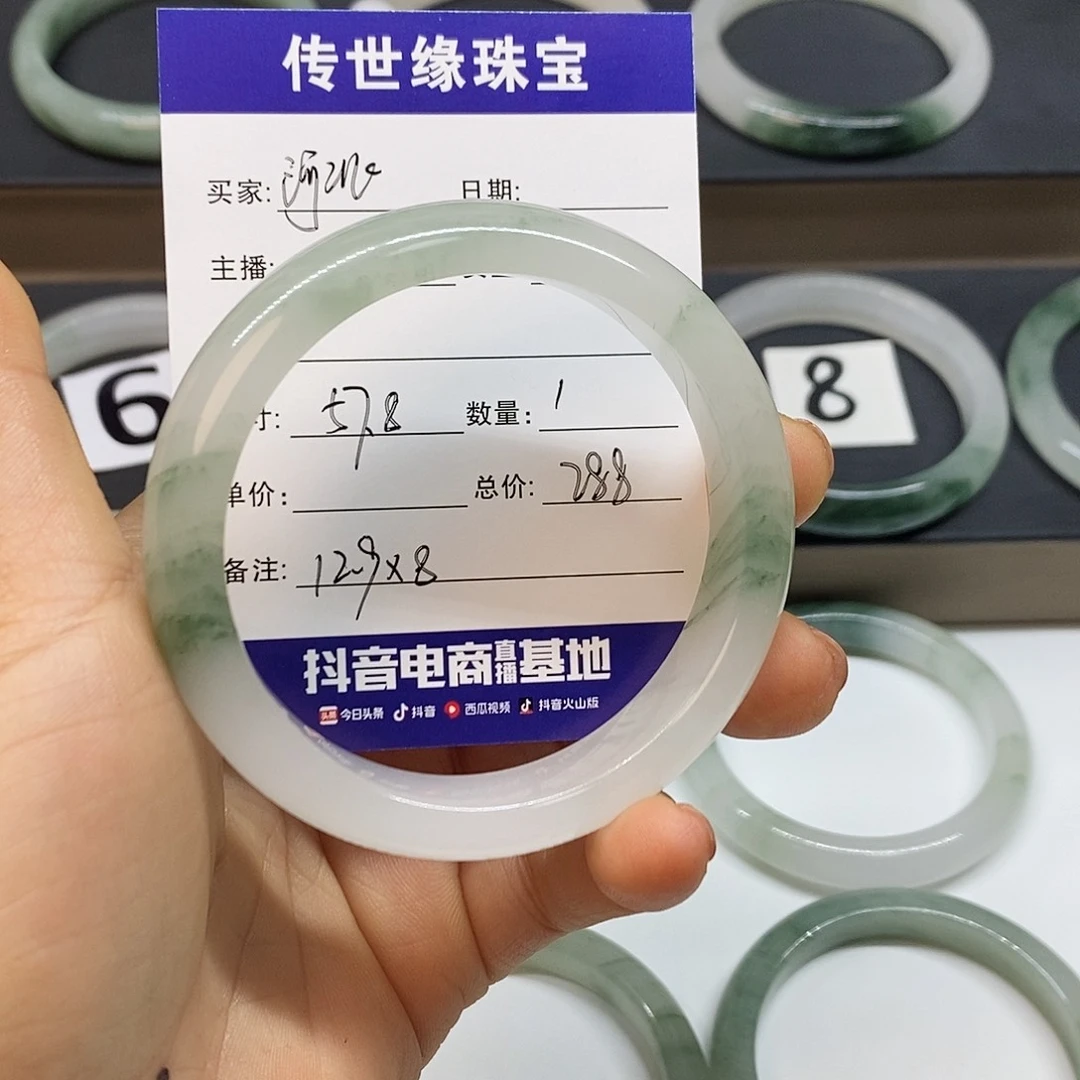 传世缘珠宝
买家: 日期:
主播:
寸: 57.8 数量: 1
单价: 总价: 288
备注: 12.9x8
抖音电商直播基地
头条 今日头条 抖音 西瓜视频 抖音火山版
6
8